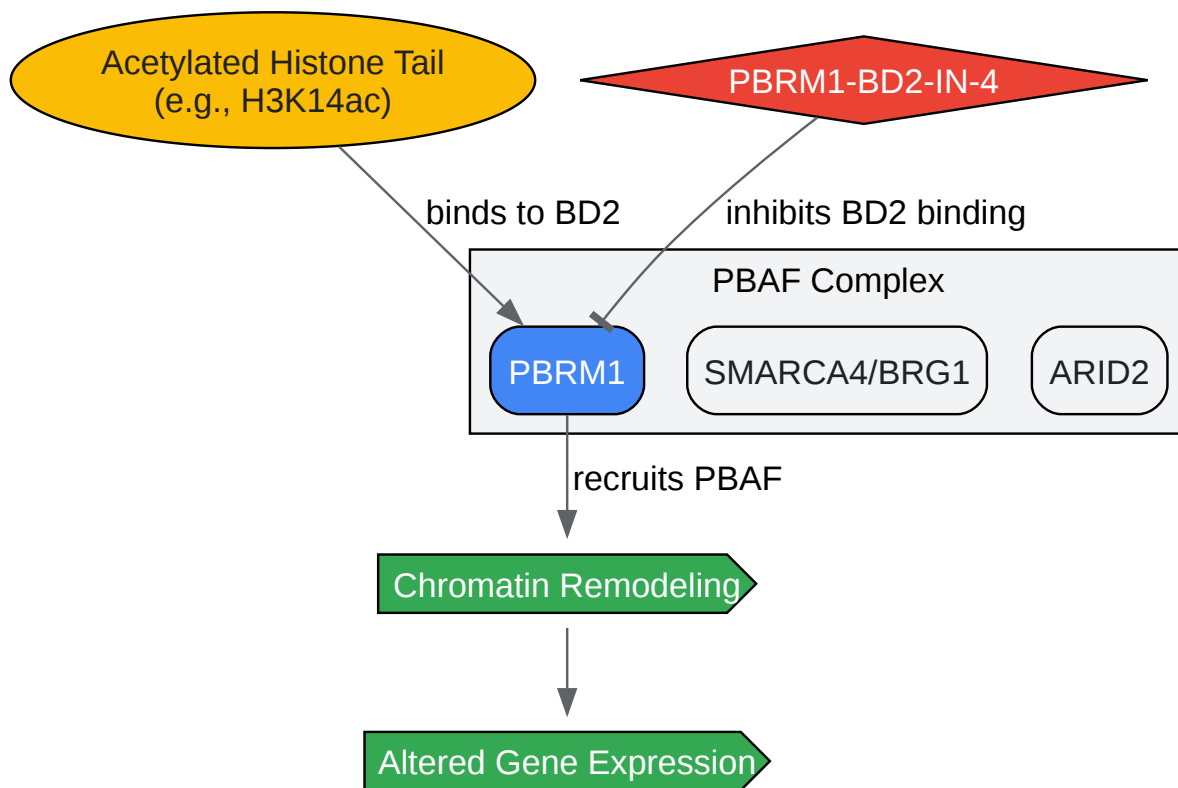 Acetylated Histone Tail
(e.g., H3K14ac)
PBRM1-BD2-IN-4
binds to BD2
inhibits BD2 binding
PBAF Complex
PBRM1
SMARCA4/BRG1
ARID2
recruits PBAF
Chromatin Remodeling
Altered Gene Expression